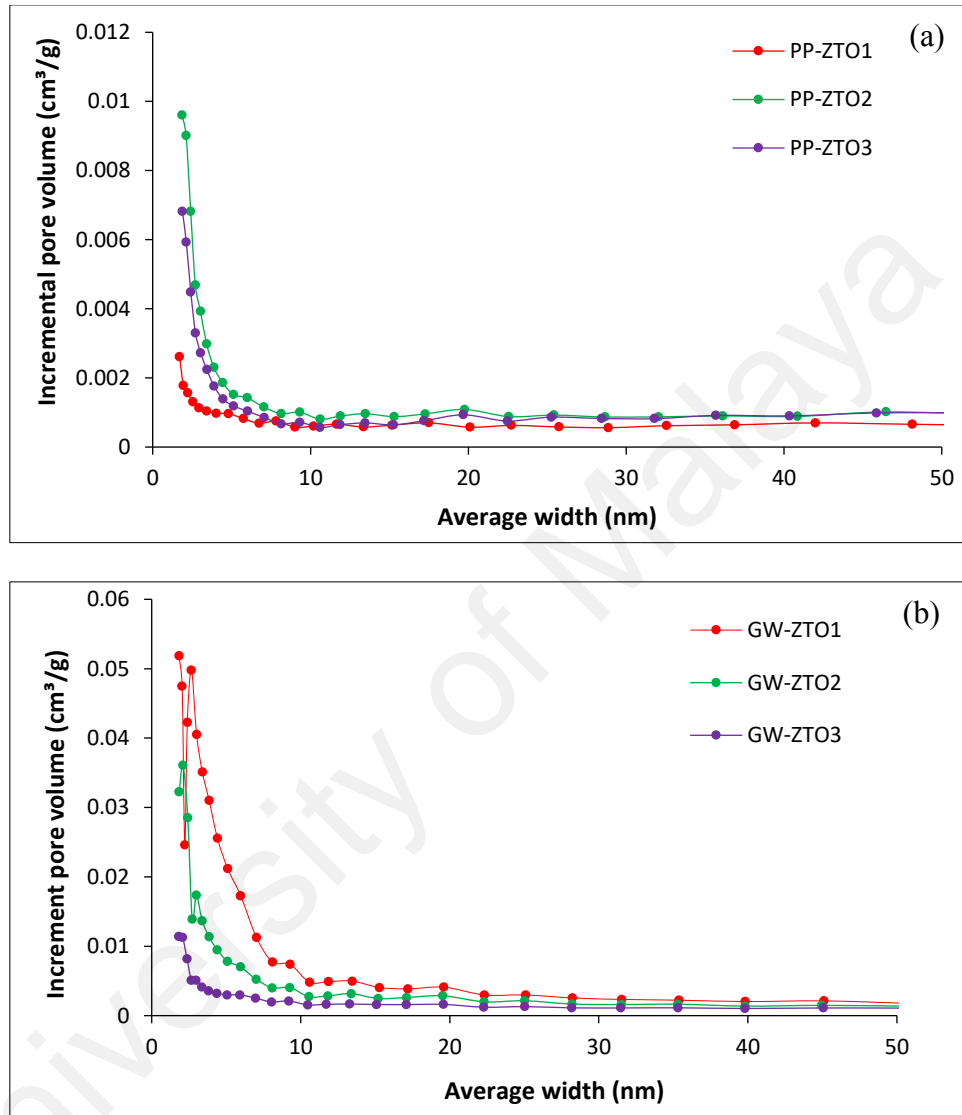 (a)
0.012
0.01
0.008
0.006
0.004
0.002
0
Incremental pore volume (cm³/g)
PP-ZTO1
PP-ZTO2
PP-ZTO3
0 10 20 30 40 50
Average width (nm)
(b)
0.06
0.05
0.04
0.03
0.02
0.01
0
Increment pore volume (cm³/g)
GW-ZTO1
GW-ZTO2
GW-ZTO3
0 10 20 30 40 50
Average width (nm)
University of Malaya